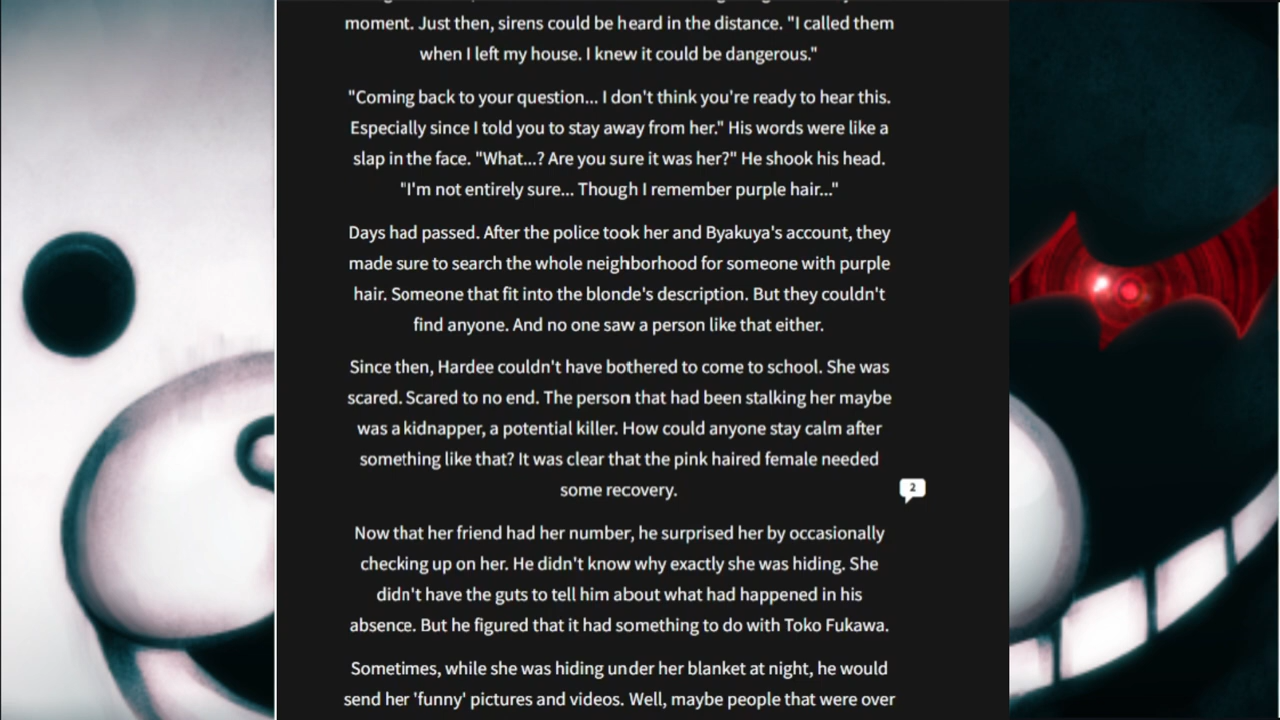 moment. Just then, sirens could be heard in the distance. "I called them
when I left my house. I knew it could be dangerous."
"Coming back to your question... I don't think you're ready to hear this.
Especially since I told you to stay away from her." His words were like a
slap in the face. "What...? Are you sure it was her?" He shook his head.
"I'm not entirely sure... Though I remember purple hair..."
Days had passed. After the police took her and Byakuya's account, they
made sure to search the whole neighborhood for someone with purple
hair. Someone that fit into the blonde's description. But they couldn't
find anyone. And no one saw a person like that either.
Since then, Hardee couldn't have bothered to come to school. She was
scared. Scared to no end. The person that had been stalking her maybe
was a kidnapper, a potential killer. How could anyone stay calm after
something like that? It was clear that the pink haired female needed
some recovery.
2
Now that her friend had her number, he surprised her by occasionally
checking up on her. He didn't know why exactly she was hiding. She
didn't have the guts to tell him about what had happened in his
absence. But he figured that it had something to do with Toko Fukawa.
Sometimes, while she was hiding under her blanket at night, he would
send her 'funny' pictures and videos. Well, maybe people that were over